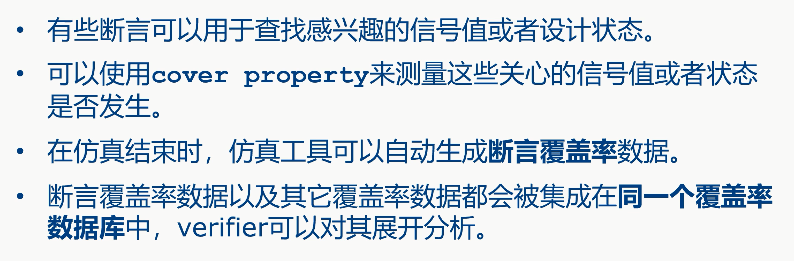 • 有些断言可以用于查找感兴趣的信号值或者设计状态。
• 可以使用cover property来测量这些关心的信号值或者状态
是否发生。
• 在仿真结束时，仿真工具可以自动生成断言覆盖率数据。
• 断言覆盖率数据以及其它覆盖率数据都会被集成在同一个覆盖率
数据库中，verifier可以对其展开分析。